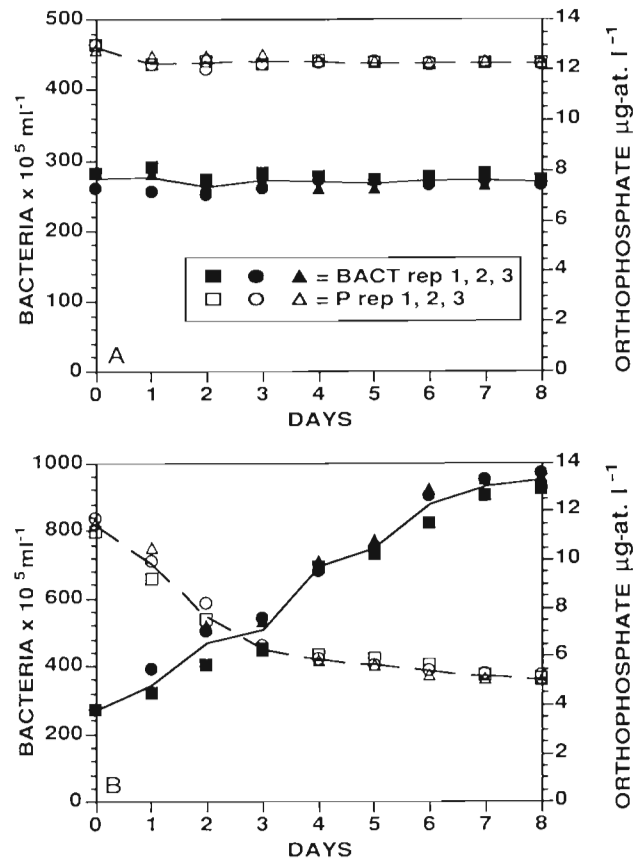 500
400
300
200
100
0
BACTERIA x 10⁵ ml⁻¹
14
12
10
8
6
4
2
0
ORTHOPHOSPHATE µg-at. l⁻¹
■ ● ▲ = BACT rep 1, 2, 3
□ ○ △ = P rep 1, 2, 3
A
0 1 2 3 4 5 6 7 8
DAYS
1000
800
600
400
200
0
BACTERIA x 10⁵ ml⁻¹
14
12
10
8
6
4
2
0
ORTHOPHOSPHATE µg-at. l⁻¹
B
0 1 2 3 4 5 6 7 8
DAYS